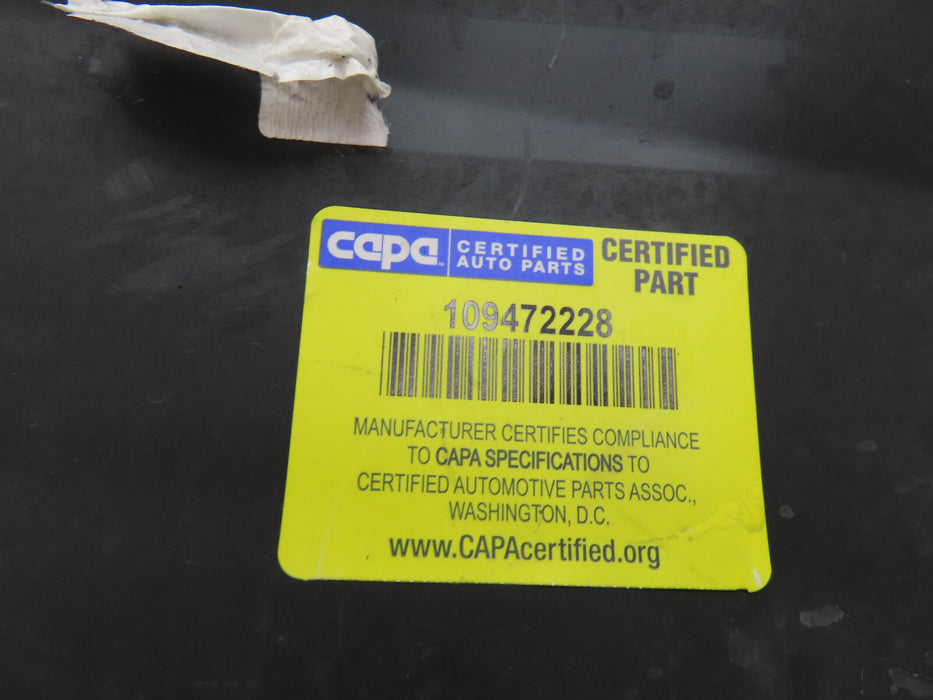 capa™ CERTIFIED AUTO PARTS
CERTIFIED PART
109472228
MANUFACTURER CERTIFIES COMPLIANCE
TO CAPA SPECIFICATIONS TO
CERTIFIED AUTOMOTIVE PARTS ASSOC.,
WASHINGTON, D.C.
www.CAPAcertified.org